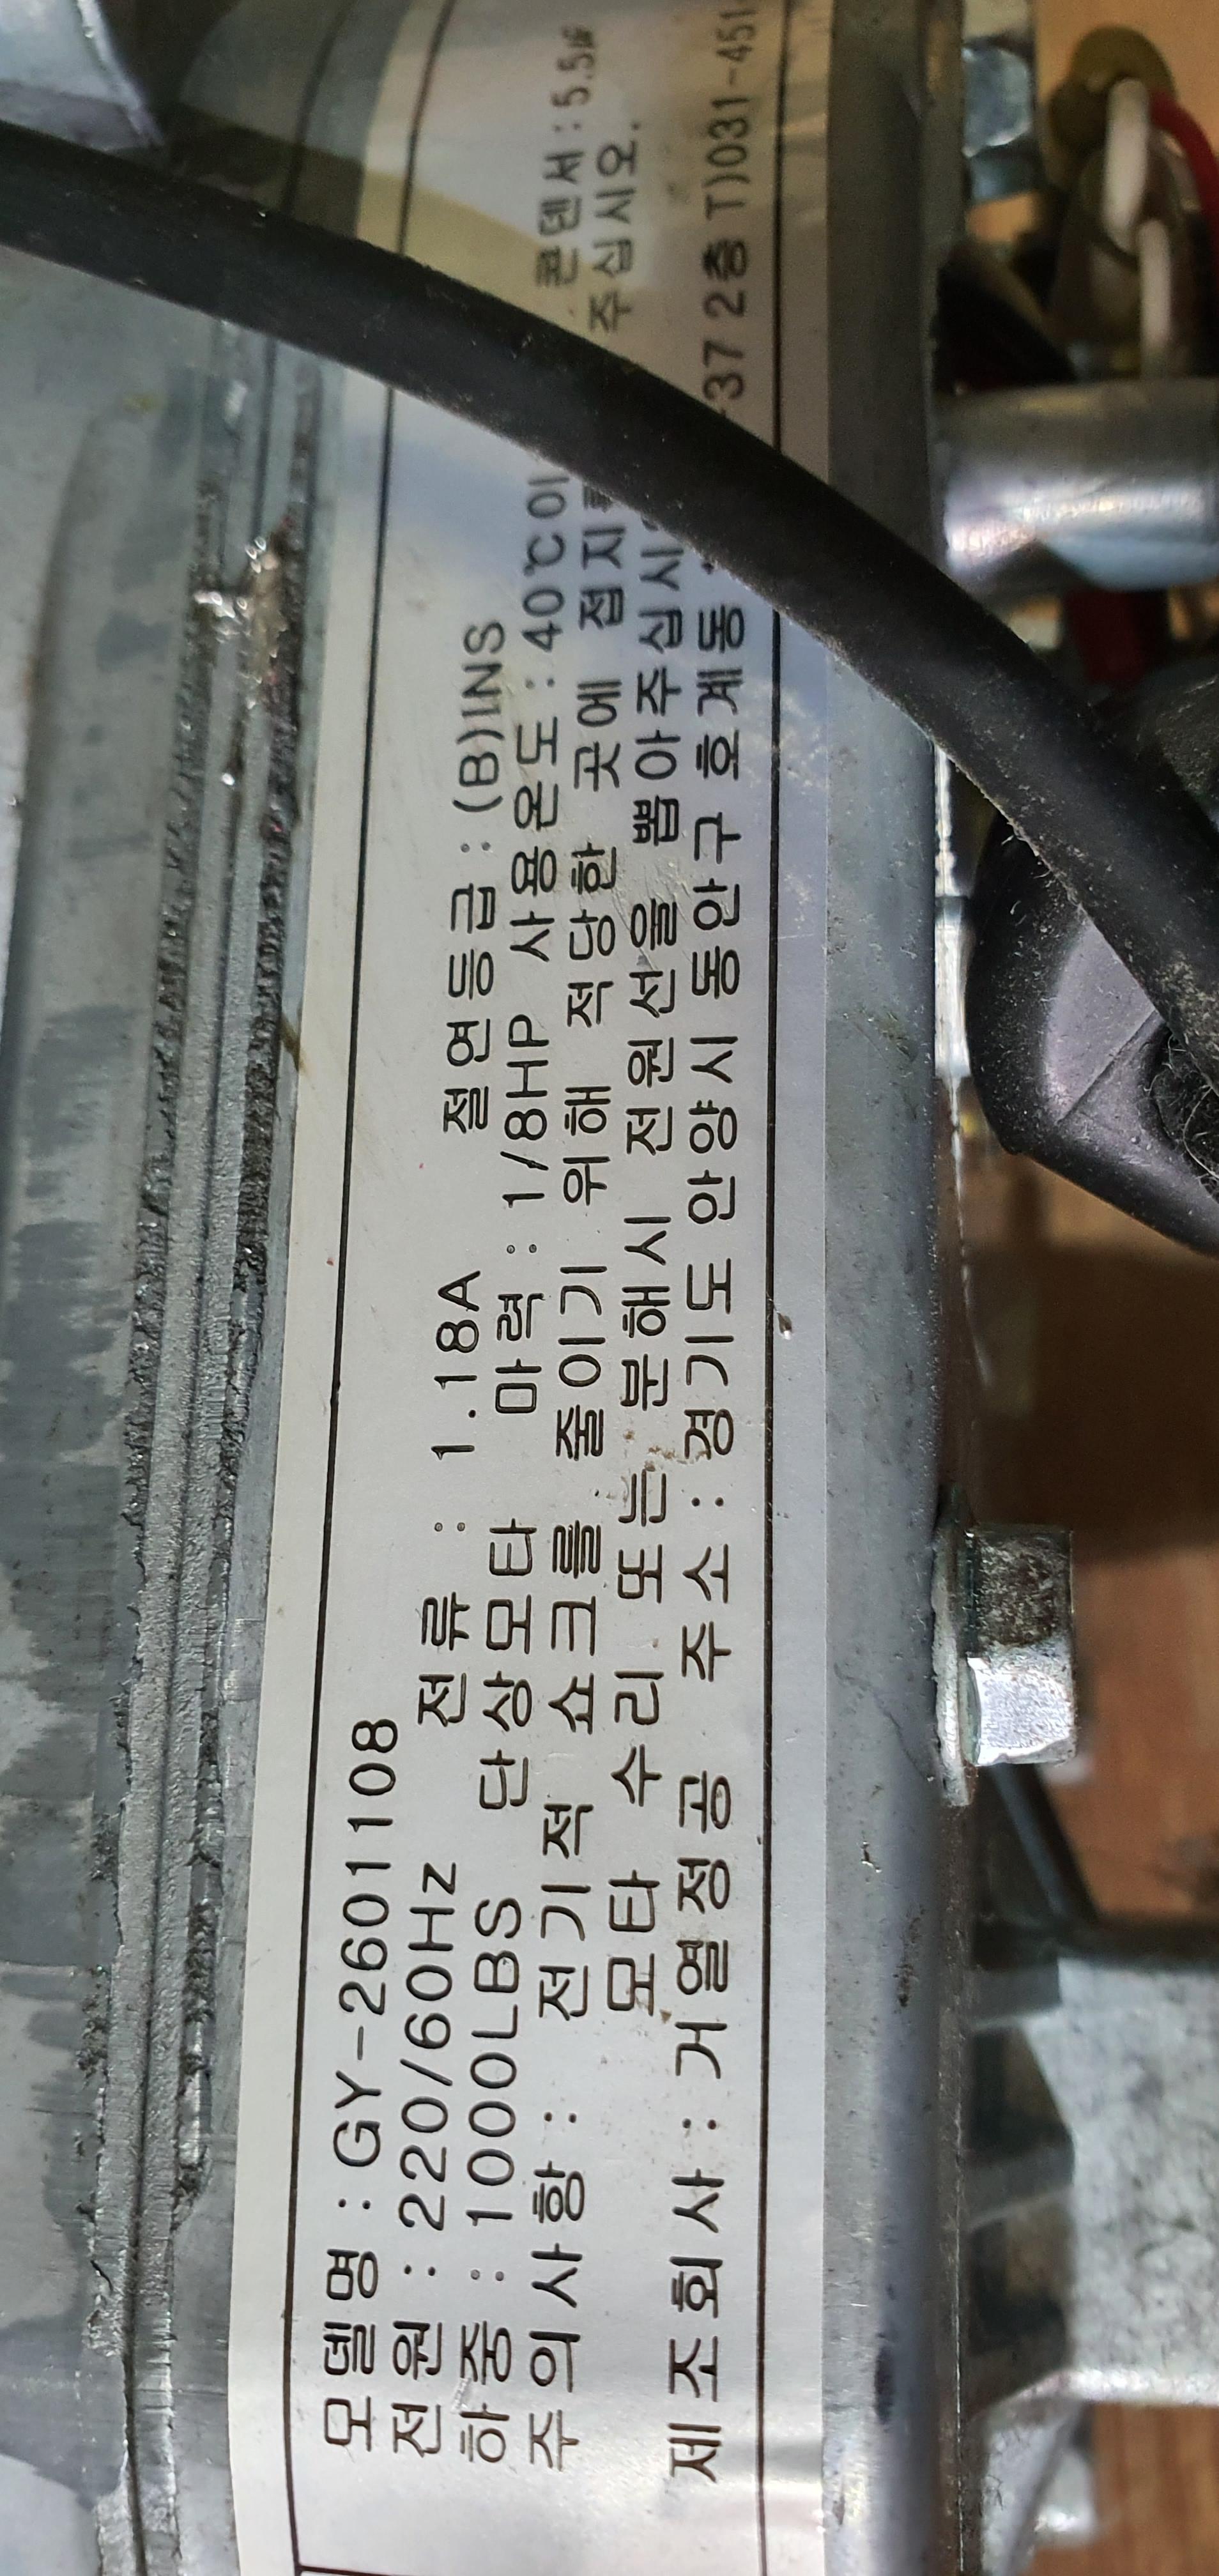 모델명 : GY-2601108
전원 : 220/60Hz 전류 : 1.18A 절연등급 : (B)INS
하중 : 1000LBS 단상모타 마력 : 1/8HP 사용온도 : 40℃이 콘덴서 : 5.5㎌
주의사항 : 전기적 쇼크를 줄이기 위해 적당한 곳에 접지를 주십시오.
모타 수리 또는 분해시 전원선을 뽑아주십시
제조회사 : 거열정공 주소 : 경기도 안양시 동안구 호계동 -37 2층 T)031-451-